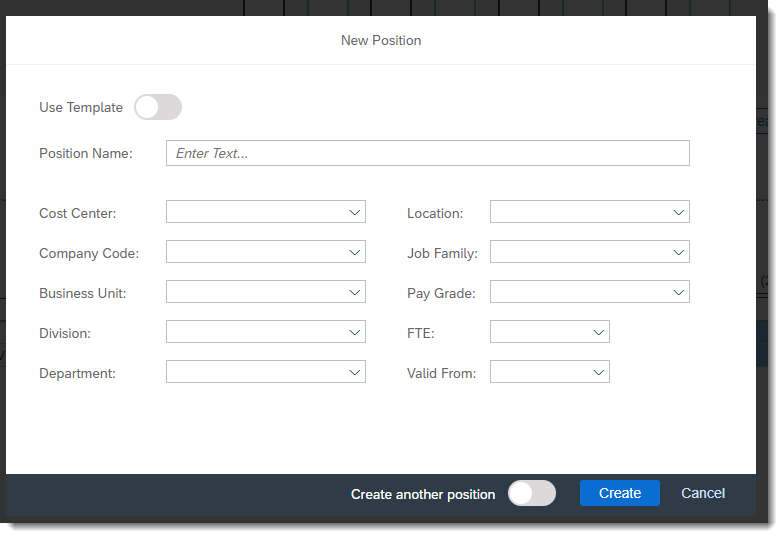 New Position
Use Template
Position Name: Enter Text...
Cost Center: Location:
Company Code: Job Family:
Business Unit: Pay Grade:
Division: FTE:
Department: Valid From:
Create another position Create Cancel